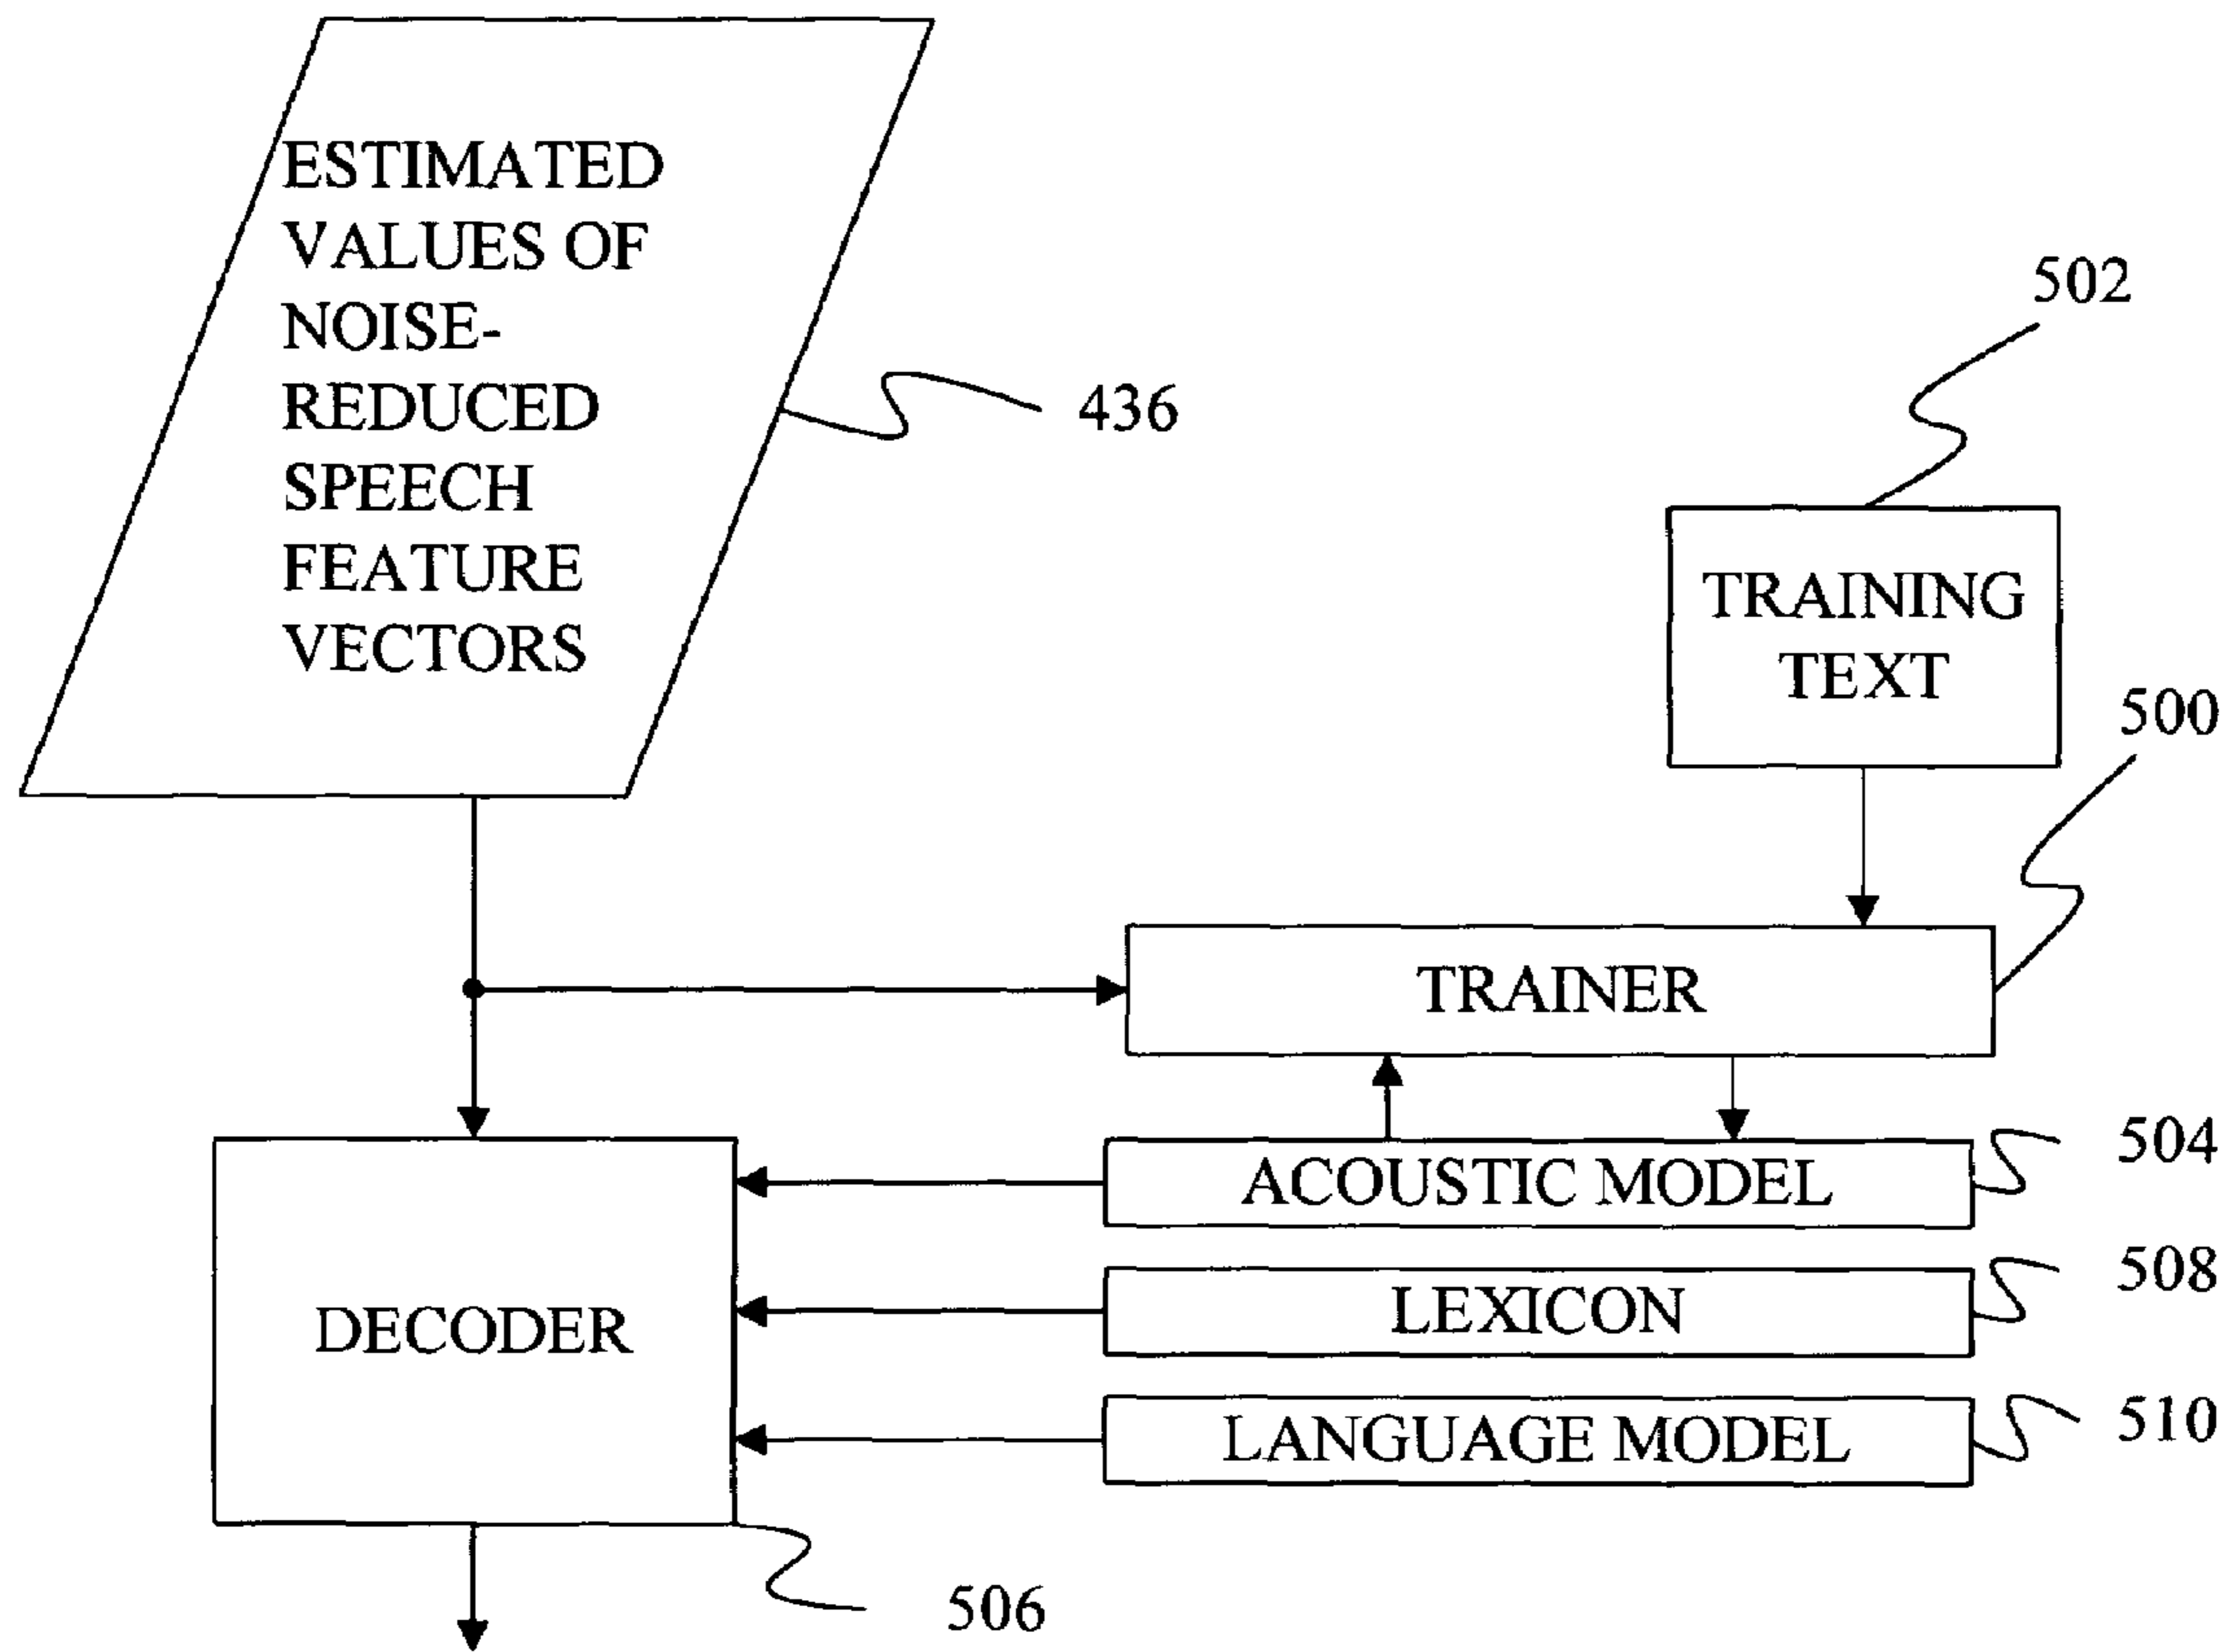 ESTIMATED
VALUES OF
NOISE-
REDUCED
SPEECH
FEATURE
VECTORS
436
502
TRAINING
TEXT
500
TRAINER
ACOUSTIC MODEL
504
LEXICON
508
LANGUAGE MODEL
510
DECODER
506